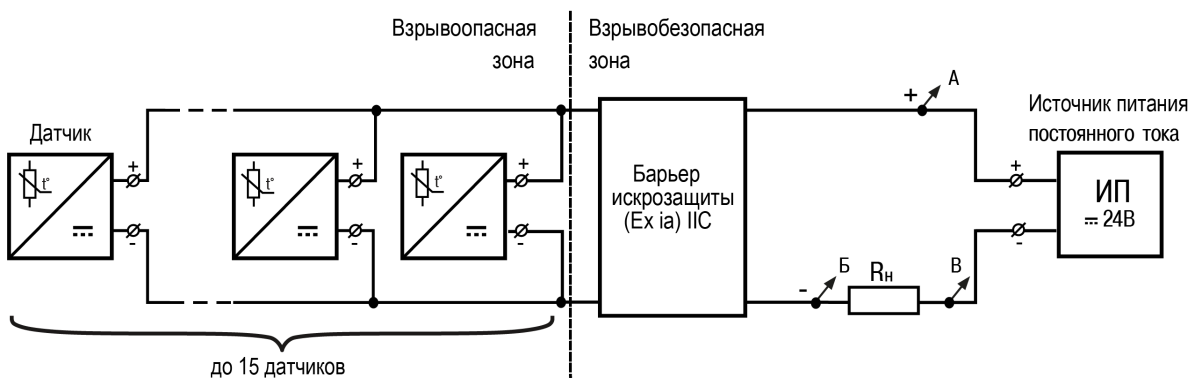 Взрывоопасная
зона
Взрывобезопасная
зона
Датчик
t°
+
-
t°
+
-
t°
+
-
Барьер
искрозащиты
(Ex ia) IIC
+
А
Источник питания
постоянного тока
+
-
ИП
24В
-
Б
Rн
В
до 15 датчиков